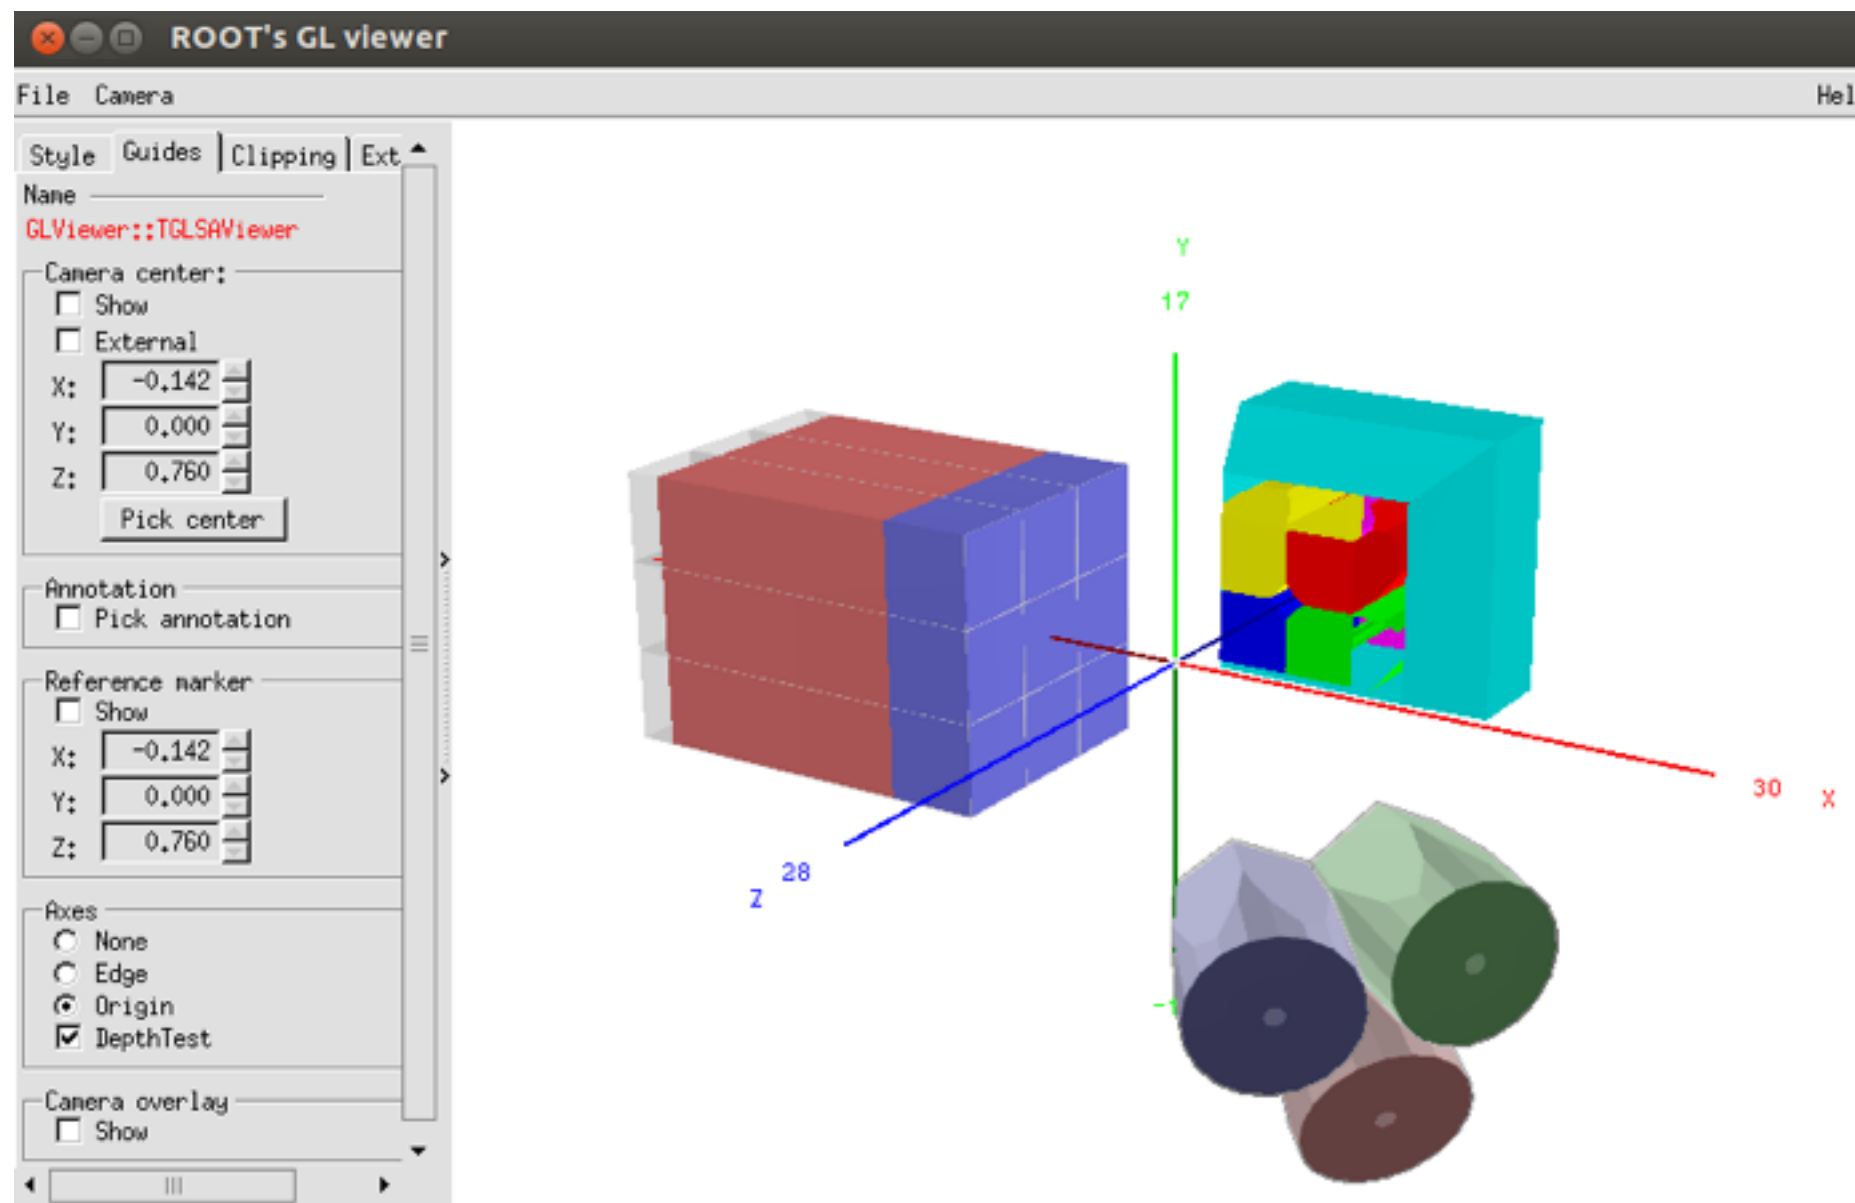 ROOT's GL viewer
File Camera
Hel
Style Guides Clipping Ext
Name
GLViewer::TGLSAViewer
Camera center:
Show
External
X: -0.142
Y: 0.000
Z: 0.760
Pick center
Annotation
Pick annotation
Reference marker
Show
X: -0.142
Y: 0.000
Z: 0.760
Axes
None
Edge
Origin
DepthTest
Camera overlay
Show
Y
17
30 X
28
Z